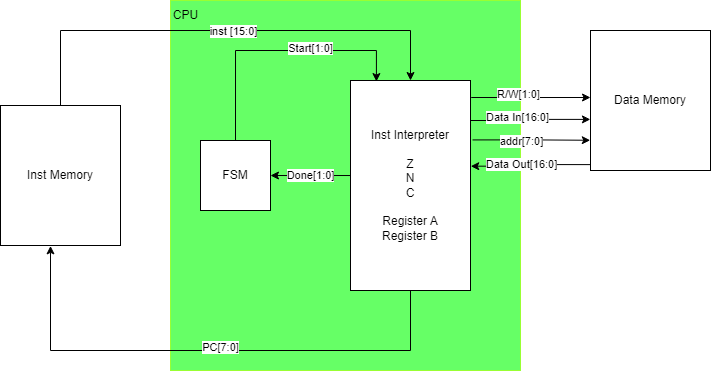 CPU
inst [15:0]
Start[1:0]
R/W[1:0]
Data In[16:0]
addr[7:0]
Data Out[16:0]
Data Memory
Inst Interpreter
Z
N
C
Register A
Register B
Inst Memory
FSM
Done[1:0]
PC[7:0]